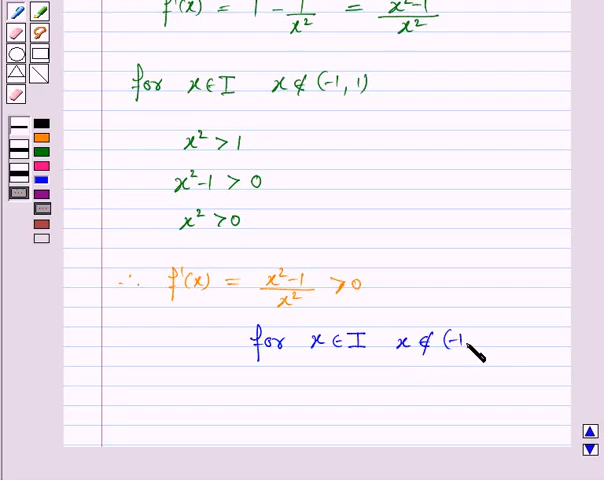 f'(x) = 1 - 1/x² = x²-1/x²
for x∈I x∉(-1, 1)
x² > 1
x²-1 > 0
x² > 0
∴ f'(x) = x²-1/x² > 0
for x∈I x∉(-1